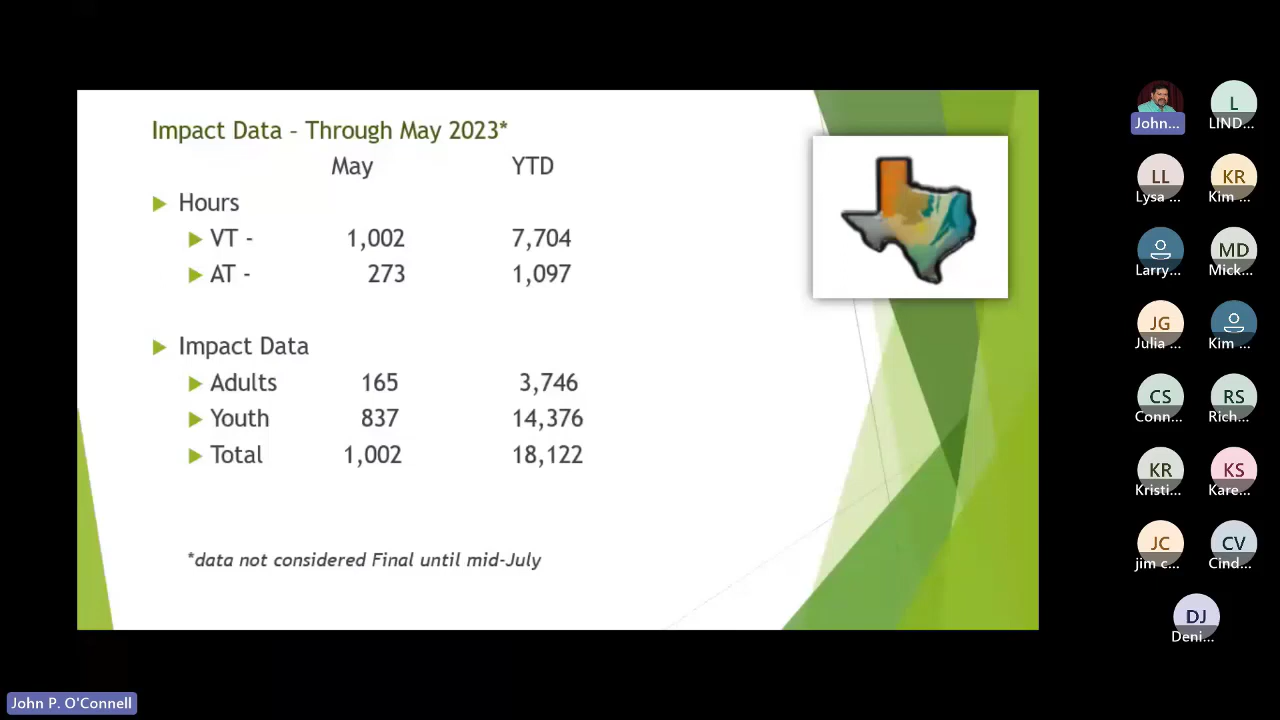 Impact Data – Through May 2023*
May YTD
Hours
VT - 1,002 7,704
AT - 273 1,097
Impact Data
Adults 165 3,746
Youth 837 14,376
Total 1,002 18,122
*data not considered Final until mid-July
John...
L
LIND...
LL
Lysa ...
KR
Kim ...
Larry...
MD
Mick...
JG
Julia ...
Kim ...
CS
Conn...
RS
Rich...
KR
Kristi...
KS
Kare...
JC
jim c...
CV
Cind...
DJ
Deni...
John P. O'Connell